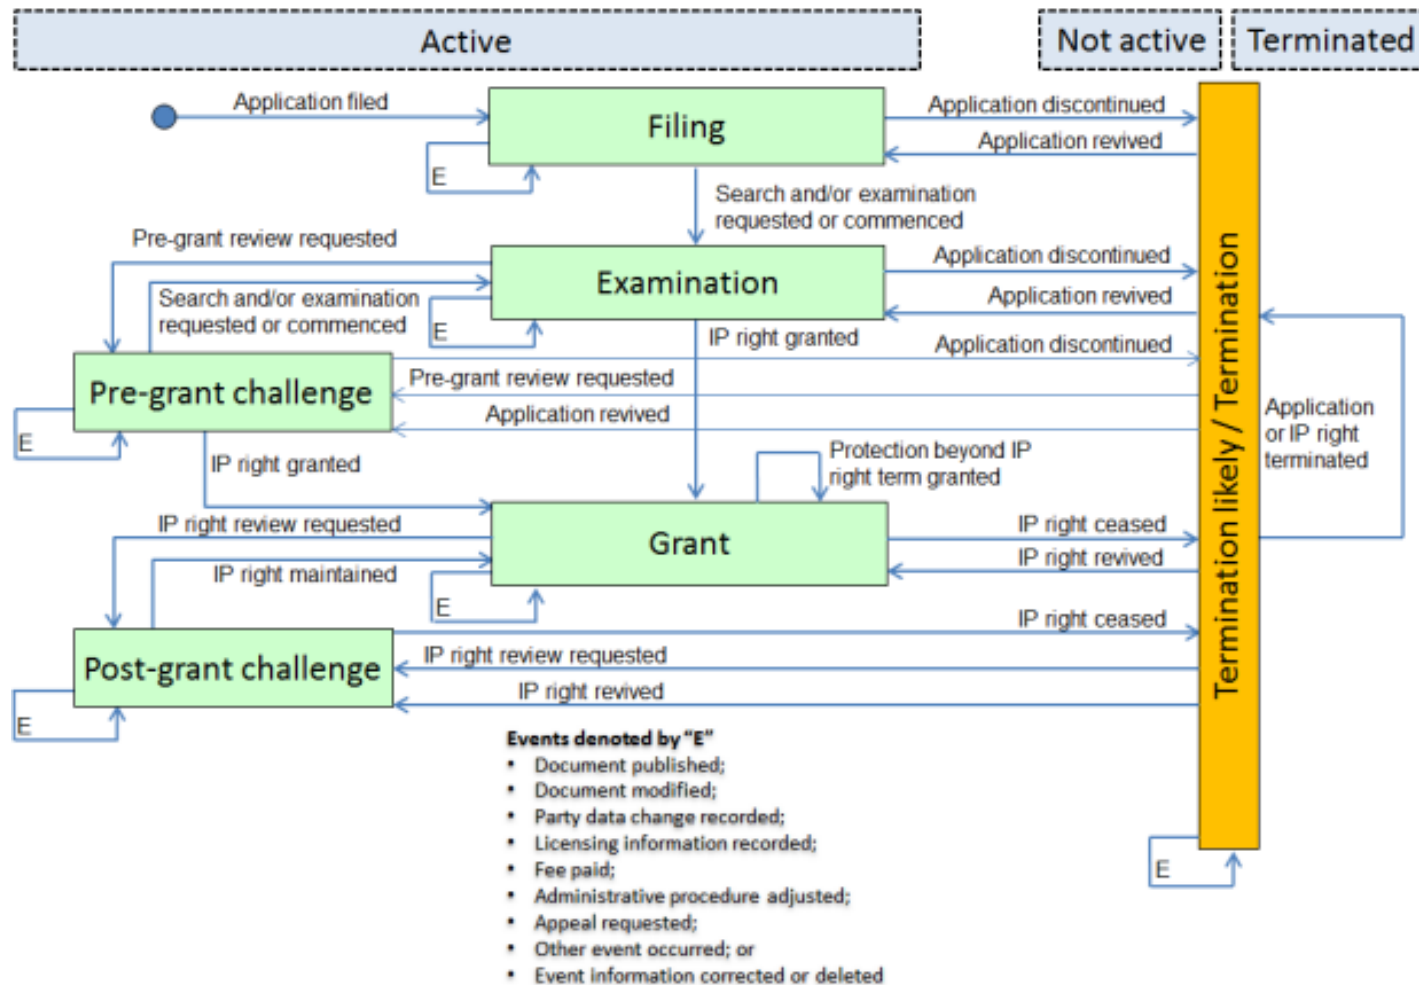 Active
Not active
Terminated
Application filed
Filing
Application discontinued
Application revived
E
Search and/or examination
requested or commenced
Pre-grant review requested
Examination
Application discontinued
Application revived
Search and/or examination
requested or commenced
E
IP right granted
Application discontinued
Pre-grant challenge
Pre-grant review requested
Application revived
E
IP right granted
Protection beyond IP
right term granted
Application
or IP right
terminated
Termination likely / Termination
IP right review requested
Grant
IP right ceased
IP right revived
IP right maintained
E
IP right ceased
Post-grant challenge
IP right review requested
IP right revived
E
Events denoted by “E”
• Document published;
• Document modified;
• Party data change recorded;
• Licensing information recorded;
• Fee paid;
• Administrative procedure adjusted;
• Appeal requested;
• Other event occurred; or
• Event information corrected or deleted
E